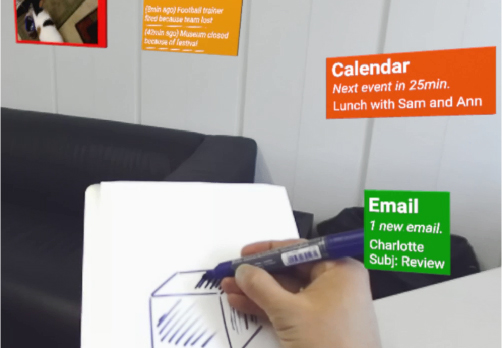 (8min ago) Football trainer
fired because team lost
(42min ago) Museum closed
because of festival
Calendar
Next event in 25min.
Lunch with Sam and Ann
Email
1 new email.
Charlotte
Subj: Review